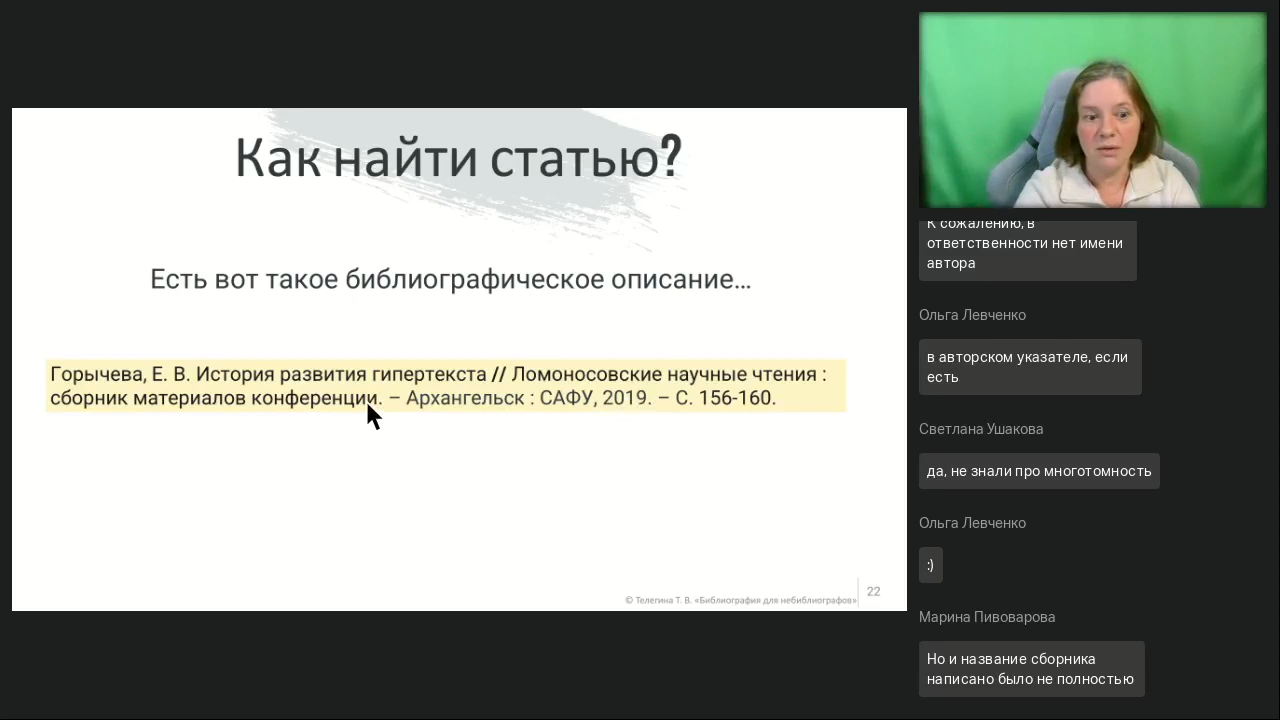 Как найти статью?
Есть вот такое библиографическое описание…
Горычева, Е. В. История развития гипертекста // Ломоносовские научные чтения :
сборник материалов конференции. – Архангельск : САФУ, 2019. – С. 156-160.
© Телегина Т. В. «Библиография для небиблиографов»
22
К сожалению, в
ответственности нет имени
автора
Ольга Левченко
в авторском указателе, если
есть
Светлана Ушакова
да, не знали про многотомность
Ольга Левченко
:)
Марина Пивоварова
Но и название сборника
написано было не полностью